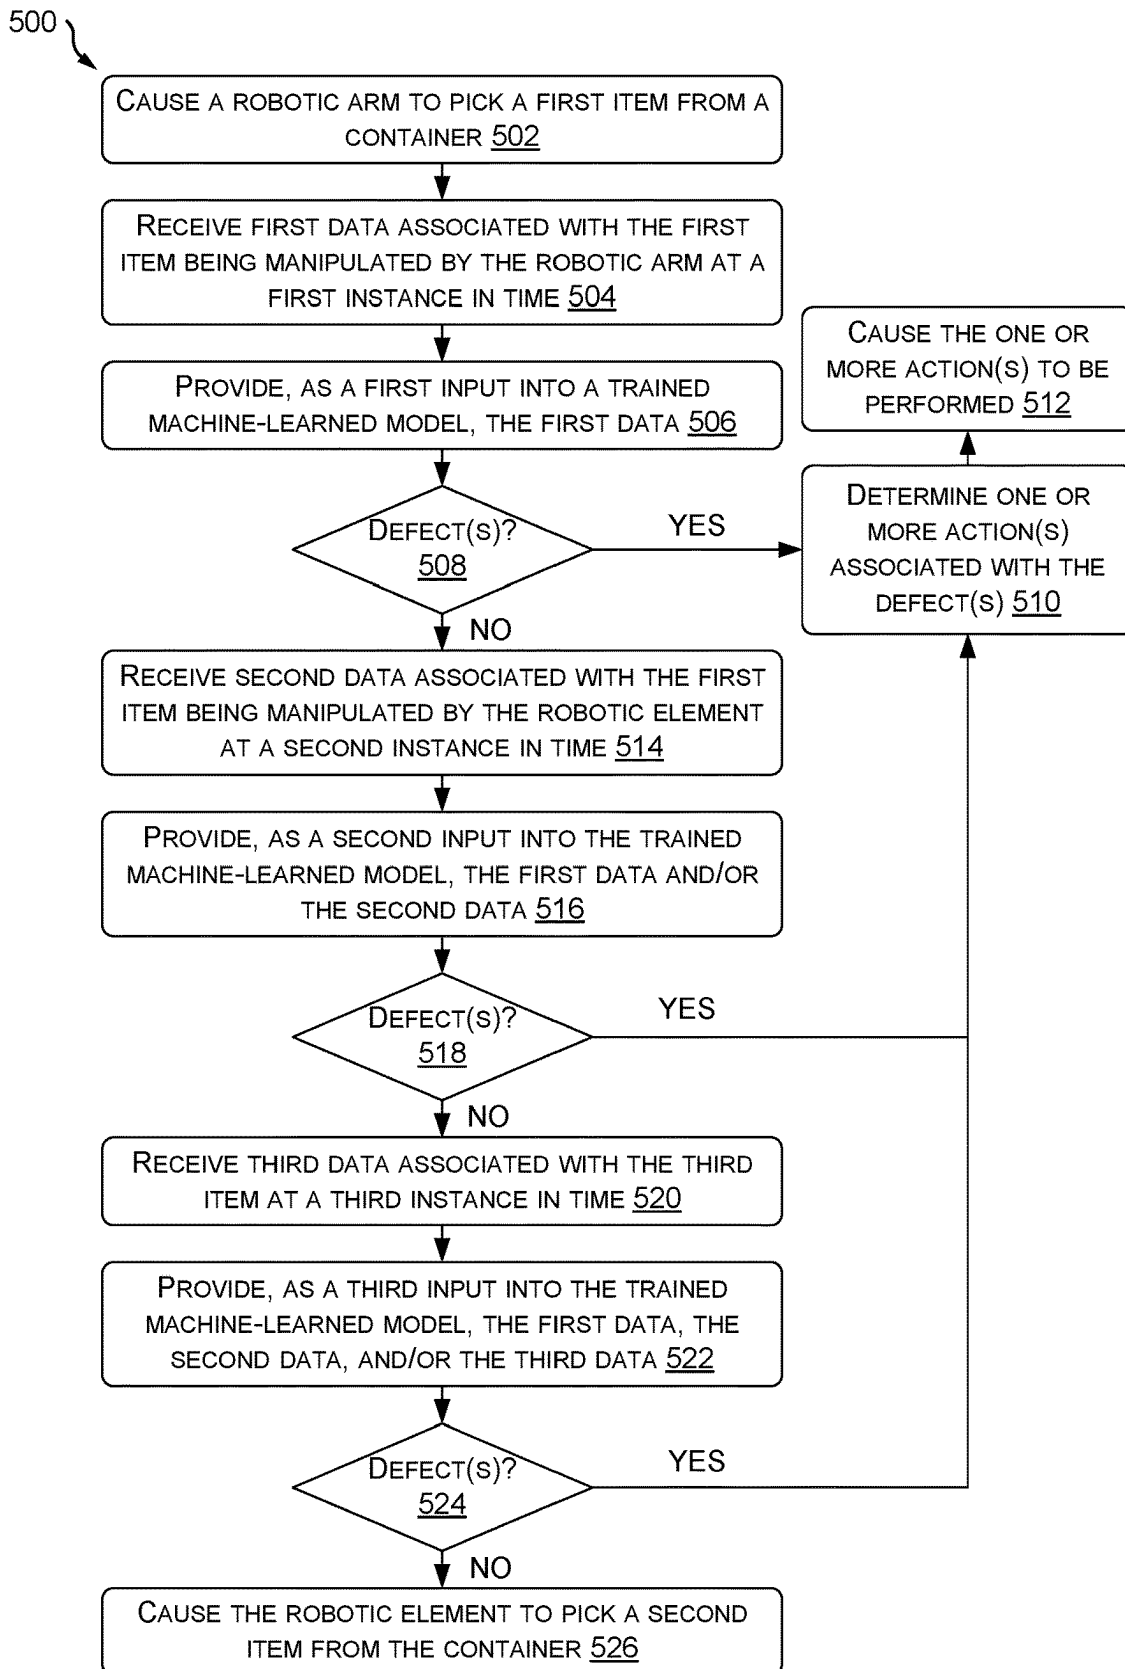 500
CAUSE A ROBOTIC ARM TO PICK A FIRST ITEM FROM A
CONTAINER 502
RECEIVE FIRST DATA ASSOCIATED WITH THE FIRST
ITEM BEING MANIPULATED BY THE ROBOTIC ARM AT A
FIRST INSTANCE IN TIME 504
PROVIDE, AS A FIRST INPUT INTO A TRAINED
MACHINE-LEARNED MODEL, THE FIRST DATA 506
DEFECT(S)?
508
YES
NO
CAUSE THE ONE OR
MORE ACTION(S) TO BE
PERFORMED 512
DETERMINE ONE OR
MORE ACTION(S)
ASSOCIATED WITH THE
DEFECT(S) 510
RECEIVE SECOND DATA ASSOCIATED WITH THE FIRST
ITEM BEING MANIPULATED BY THE ROBOTIC ELEMENT
AT A SECOND INSTANCE IN TIME 514
PROVIDE, AS A SECOND INPUT INTO THE TRAINED
MACHINE-LEARNED MODEL, THE FIRST DATA AND/OR
THE SECOND DATA 516
DEFECT(S)?
518
YES
NO
RECEIVE THIRD DATA ASSOCIATED WITH THE THIRD
ITEM AT A THIRD INSTANCE IN TIME 520
PROVIDE, AS A THIRD INPUT INTO THE TRAINED
MACHINE-LEARNED MODEL, THE FIRST DATA, THE
SECOND DATA, AND/OR THE THIRD DATA 522
DEFECT(S)?
524
YES
NO
CAUSE THE ROBOTIC ELEMENT TO PICK A SECOND
ITEM FROM THE CONTAINER 526